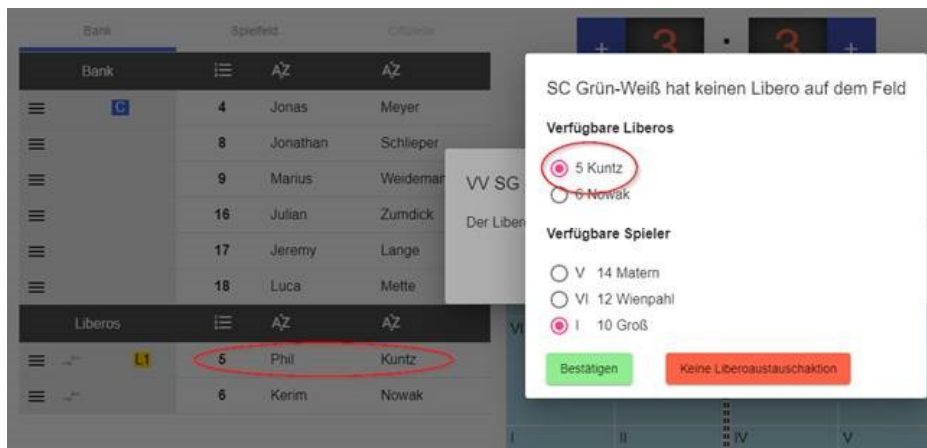 Bank Spielfeld Offizielle
Bank AZ AZ
C 4 Jonas Meyer
8 Jonathan Schlieper
9 Marius Weideman
16 Julian Zumdick
17 Jeremy Lange
18 Luca Mette
Liberos AZ AZ
L1 5 Phil Kuntz
6 Kerim Nowak
+ 3 : 3 +
VV SG
Der Liber
SC Grün-Weiß hat keinen Libero auf dem Feld
Verfügbare Liberos
5 Kuntz
6 Nowak
Verfügbare Spieler
V 14 Matern
VI 12 Wienpahl
I 10 Groß
Bestätigen Keine Liberoaustauschaktion
VI
I II IV V